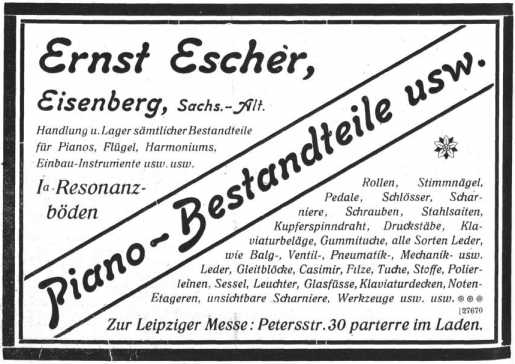 Ernst Escher,
Eisenberg, Sachs.-Alt.
Handlung u. Lager sämtlicher Bestandteile
für Pianos, Flügel, Harmoniums,
Einbau-Instrumente usw. usw.
Ia-Resonanz-
böden
Piano-Bestandteile usw.
Rollen, Stimmnägel,
Pedale, Schlösser, Schar-
niere, Schrauben, Stahlsaiten,
Kupferspinndraht, Druckstäbe, Kla-
viaturbeläge, Gummituche, alle Sorten Leder,
wie Balg-, Ventil-, Pneumatik-, Mechanik- usw.
Leder, Gleitblöcke, Casimir, Filze, Tuche, Stoffe, Polier-
leinen. Sessel, Leuchter, Glasfüsse, Klaviaturdecken, Noten-
Etageren, unsichtbare Scharniere, Werkzeuge usw. usw.
[27670
Zur Leipziger Messe: Petersstr. 30 parterre im Laden.